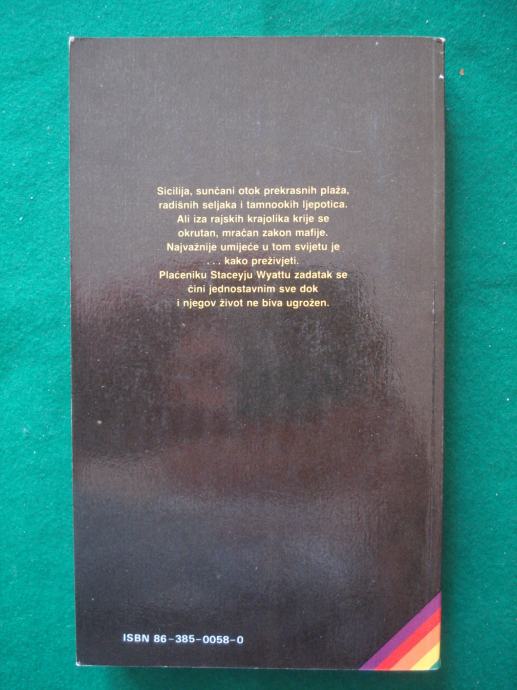 Sicilija, sunčani otok prekrasnih plaža,
radišnih seljaka i tamnookih ljepotica.
Ali iza rajskih krajolika krije se
okrutan, mračan zakon mafije.
Najvažnije umijeće u tom svijetu je
. . . kako preživjeti.
Plaćeniku Staceyju Wyattu zadatak se
čini jednostavnim sve dok
i njegov život ne biva ugrožen.
ISBN 86–385–0058–0